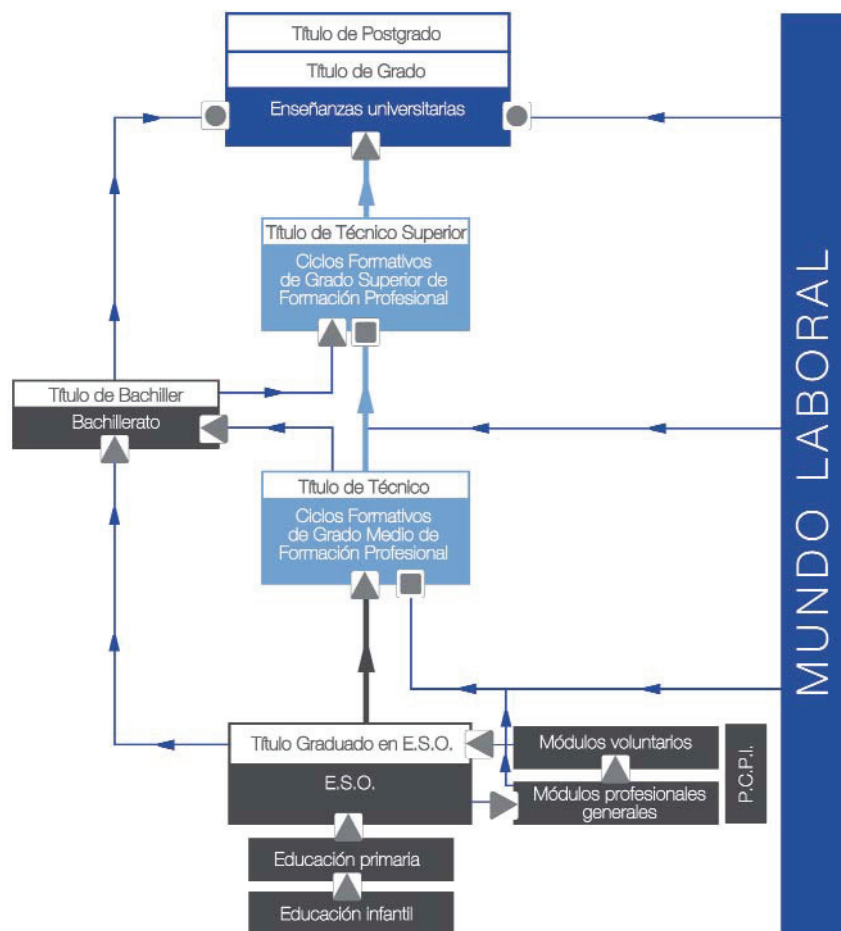 Título de Postgrado
Título de Grado
Enseñanzas universitarias
Título de Técnico Superior
Ciclos Formativos
de Grado Superior de
Formación Profesional
Título de Bachiller
Bachillerato
Título de Técnico
Ciclos Formativos
de Grado Medio de
Formación Profesional
Título Graduado en E.S.O.
E.S.O.
Educación primaria
Educación infantil
Módulos voluntarios
Módulos profesionales
generales
P.C.P.I.
MUNDO LABORAL